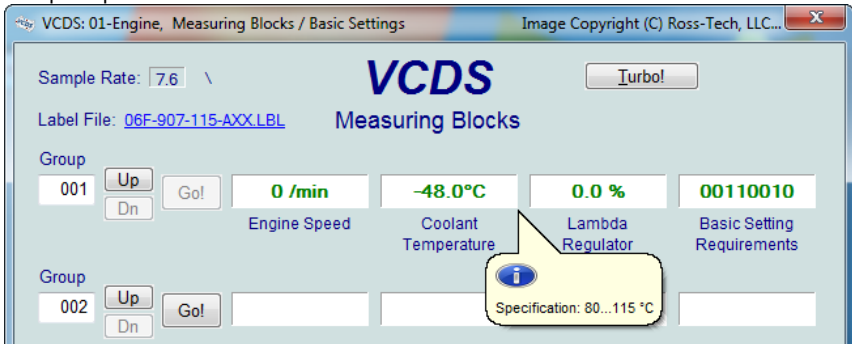 VCDS: 01-Engine, Measuring Blocks / Basic Settings Image Copyright (C) Ross-Tech, LLC...
Sample Rate: 7.6 \ VCDS Turbo!
Label File: 06F-907-115-AXX.LBL Measuring Blocks
Group
001 Up Dn Go! 0 /min -48.0°C 0.0 % 00110010
Engine Speed Coolant Lambda Basic Setting
Temperature Regulator Requirements
Group
002 Up Dn Go!
Specification: 80...115 °C